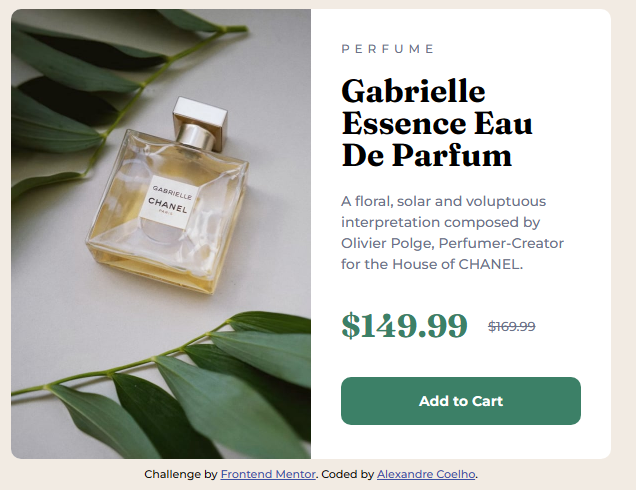 GABRIELLE
CHANEL
PARIS
PERFUME
Gabrielle
Essence Eau
De Parfum
A floral, solar and voluptuous
interpretation composed by
Olivier Polge, Perfumer-Creator
for the House of CHANEL.
$149.99 $169.99
Add to Cart
Challenge by Frontend Mentor. Coded by Alexandre Coelho.